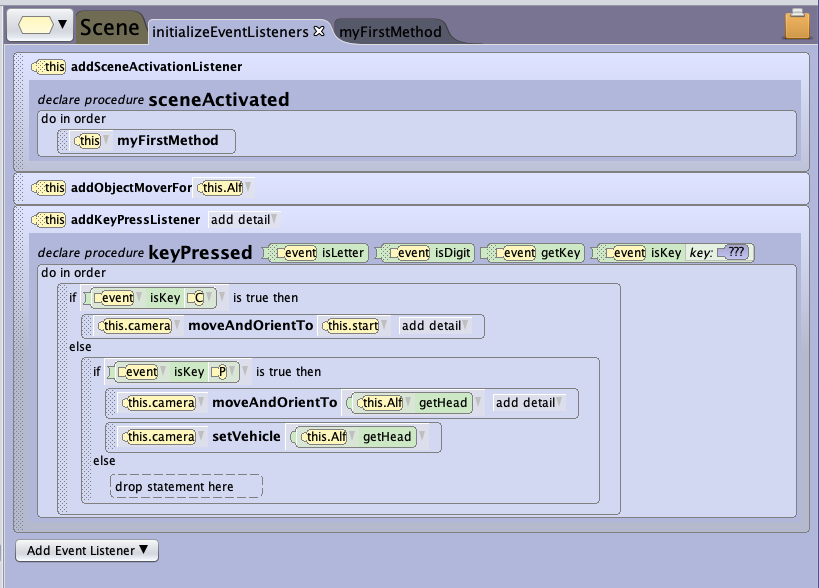 Scene initializeEventListeners myFirstMethod
this addSceneActivationListener
declare procedure sceneActivated
do in order
this myFirstMethod
this addObjectMoverFor this.Alf
this addKeyPressListener add detail
declare procedure keyPressed event isLetter event isDigit event getKey event isKey key: ???
do in order
if event isKey C is true then
this.camera moveAndOrientTo this.start add detail
else
if event isKey P is true then
this.camera moveAndOrientTo this.Alf getHead add detail
this.camera setVehicle this.Alf getHead
else
drop statement here
Add Event Listener